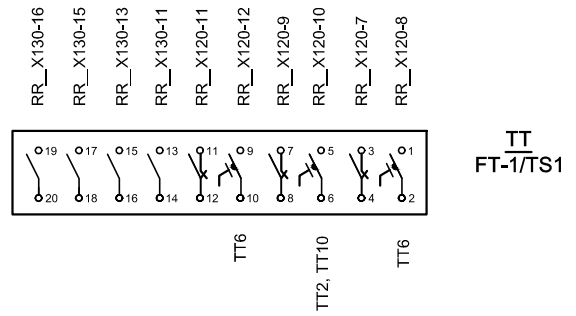 RR_X130-16
RR_X130-15
RR_X130-13
RR_X130-11
RR_X120-11
RR_X120-12
RR_X120-9
RR_X120-10
RR_X120-7
RR_X120-8
19 17 15 13 11 9 7 5 3 1
20 18 16 14 12 10 8 6 4 2
TT
FT-1/TS1
TT6
TT2, TT10
TT6